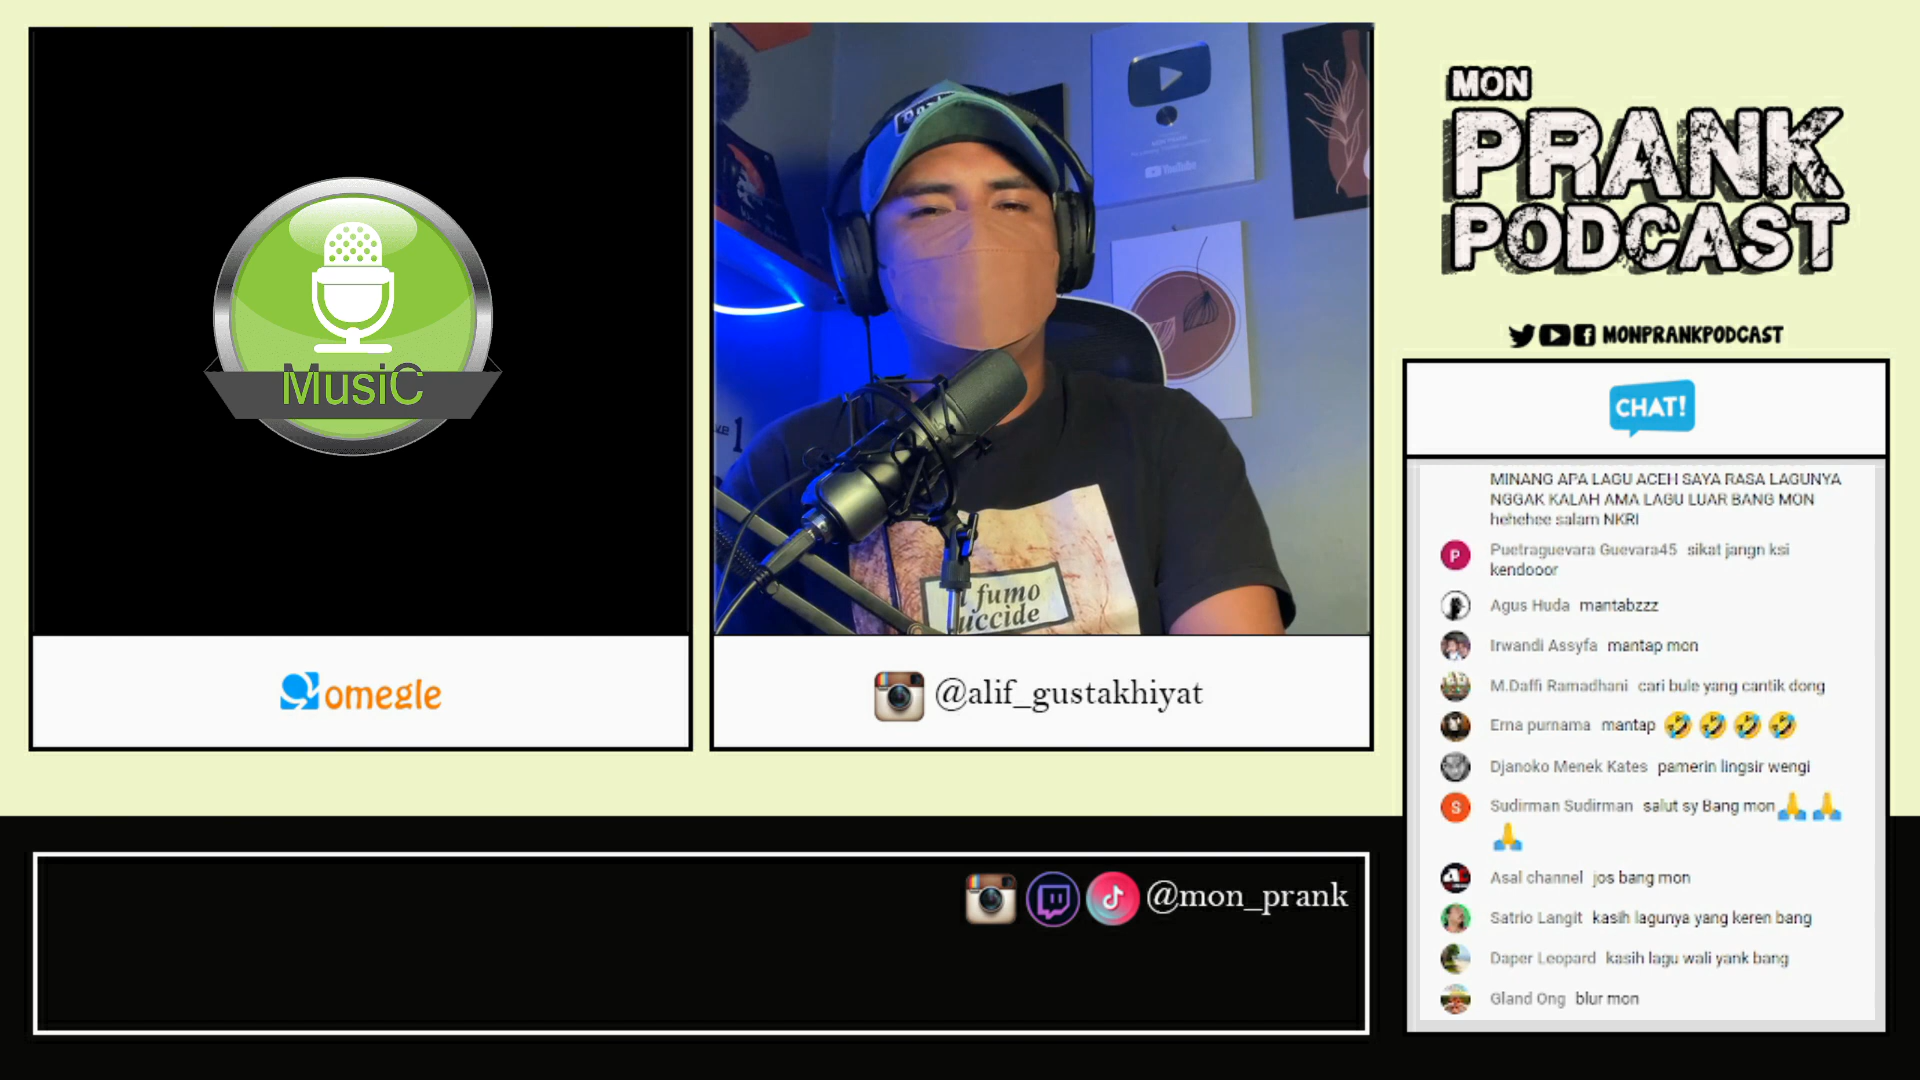 MusiC
omegle
YouTube
il fumo
uccide
@alif_gustakhiyat
MON
PRANK
PODCAST
MONPRANKPODCAST
CHAT!
MINANG APA LAGU ACEH SAYA RASA LAGUNYA
NGGAK KALAH AMA LAGU LUAR BANG MON
hehehee salam NKRI
P
Puetraguevara Guevara45 sikat jangn ksi
kendooor
Agus Huda mantabzzz
Irwandi Assyfa mantap mon
M.Daffi Ramadhani cari bule yang cantik dong
Erna purnama mantap 🤣🤣🤣🤣
Djanoko Menek Kates pamerin lingsir wengi
S
Sudirman Sudirman salut sy Bang mon🙏🙏
🙏
Asal channel jos bang mon
Satrio Langit kasih lagunya yang keren bang
Daper Leopard kasih lagu wali yank bang
Gland Ong blur mon
@mon_prank